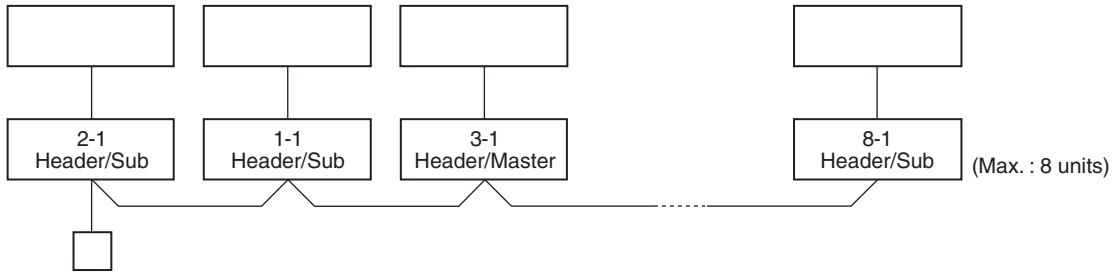 2-1
Header/Sub
1-1
Header/Sub
3-1
Header/Master
8-1
Header/Sub
(Max. : 8 units)